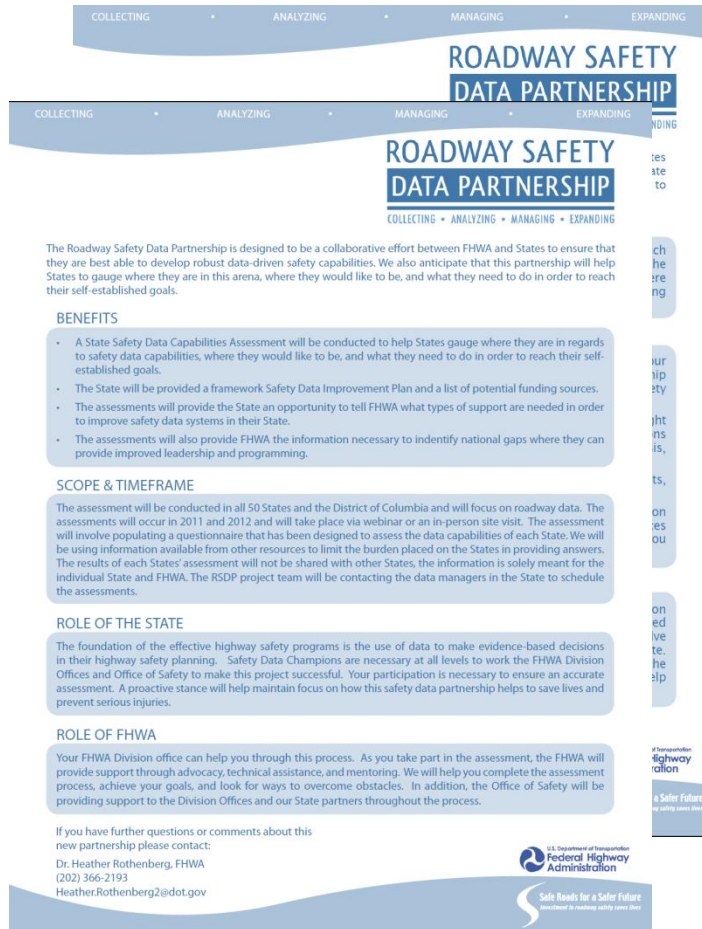 COLLECTING • ANALYZING • MANAGING • EXPANDING
ROADWAY SAFETY
DATA PARTNERSHIP
COLLECTING • ANALYZING • MANAGING • EXPANDING
ROADWAY SAFETY
DATA PARTNERSHIP
COLLECTING • ANALYZING • MANAGING • EXPANDING
The Roadway Safety Data Partnership is designed to be a collaborative effort between FHWA and States to ensure that
they are best able to develop robust data-driven safety capabilities. We also anticipate that this partnership will help
States to gauge where they are in this arena, where they would like to be, and what they need to do in order to reach
their self-established goals.
BENEFITS
• A State Safety Data Capabilities Assessment will be conducted to help States gauge where they are in regards
to safety data capabilities, where they would like to be, and what they need to do in order to reach their self-
established goals.
• The State will be provided a framework Safety Data Improvement Plan and a list of potential funding sources.
• The assessments will provide the State an opportunity to tell FHWA what types of support are needed in order
to improve safety data systems in their State.
• The assessments will also provide FHWA the information necessary to indentify national gaps where they can
provide improved leadership and programming.
SCOPE & TIMEFRAME
The assessment will be conducted in all 50 States and the District of Columbia and will focus on roadway data. The
assessments will occur in 2011 and 2012 and will take place via webinar or an in-person site visit. The assessment
will involve populating a questionnaire that has been designed to assess the data capabilities of each State. We will
be using information available from other resources to limit the burden placed on the States in providing answers.
The results of each States' assessment will not be shared with other States, the information is solely meant for the
individual State and FHWA. The RSDP project team will be contacting the data managers in the State to schedule
the assessments.
ROLE OF THE STATE
The foundation of the effective highway safety programs is the use of data to make evidence-based decisions
in their highway safety planning. Safety Data Champions are necessary at all levels to work the FHWA Division
Offices and Office of Safety to make this project successful. Your participation is necessary to ensure an accurate
assessment. A proactive stance will help maintain focus on how this safety data partnership helps to save lives and
prevent serious injuries.
ROLE OF FHWA
Your FHWA Division office can help you through this process. As you take part in the assessment, the FHWA will
provide support through advocacy, technical assistance, and mentoring. We will help you complete the assessment
process, achieve your goals, and look for ways to overcome obstacles. In addition, the Office of Safety will be
providing support to the Division Offices and our State partners throughout the process.
If you have further questions or comments about this
new partnership please contact:
Dr. Heather Rothenberg, FHWA
(202) 366-2193
Heather.Rothenberg2@dot.gov
U.S. Department of Transportation
Federal Highway
Administration
Safe Roads for a Safer Future
Investment in roadway safety saves lives